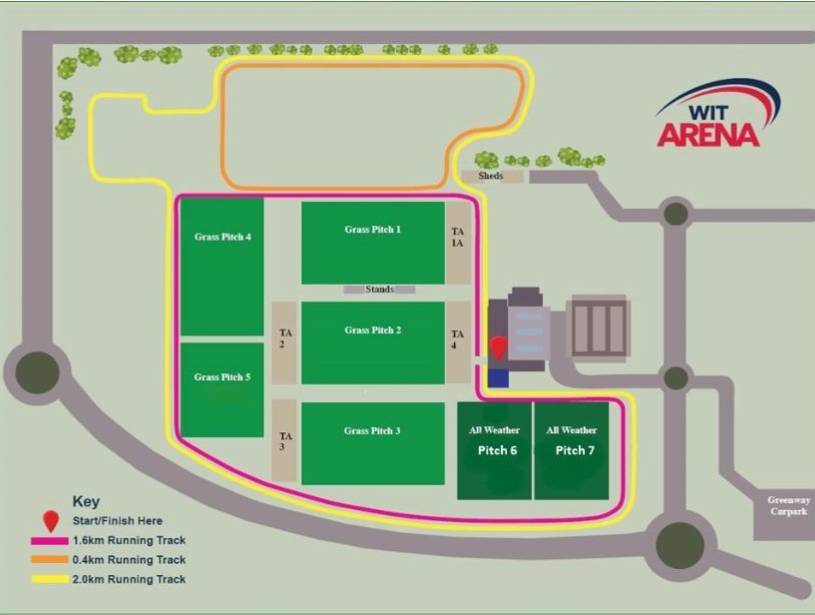 WIT
ARENA
Sheds
Grass Pitch 4
Grass Pitch 1
TA
1A
Stands
Grass Pitch 2
TA
2
TA
4
Grass Pitch 5
Grass Pitch 3
TA
3
All Weather
Pitch 6
All Weather
Pitch 7
Greenway
Carpark
Key
Start/Finish Here
1.6km Running Track
0.4km Running Track
2.0km Running Track